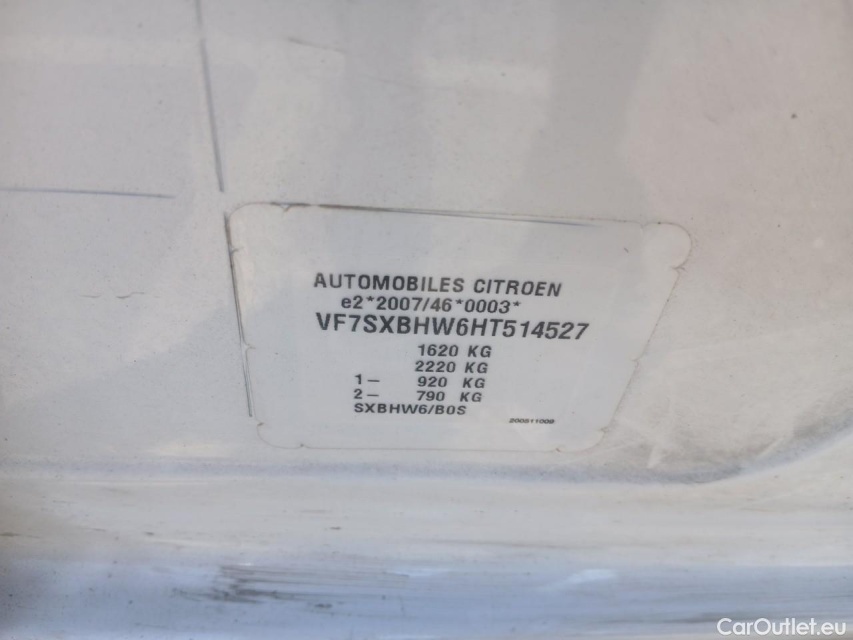 AUTOMOBILES CITROEN
e2*2007/46*0003*
VF7SXBHW6HT514527
1620 KG
2220 KG
1– 920 KG
2– 790 KG
SXBHW6/B0S
CarOutlet.eu